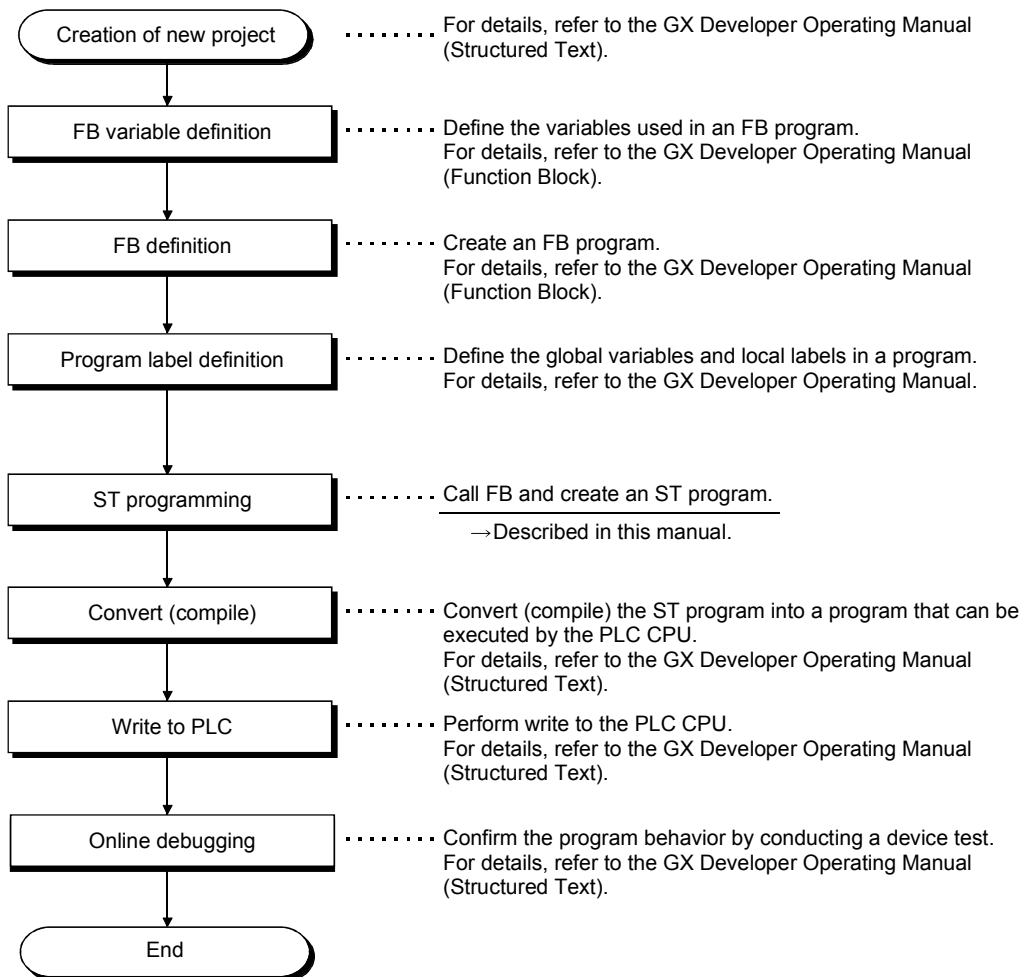 Creation of new project
For details, refer to the GX Developer Operating Manual
(Structured Text).
FB variable definition
Define the variables used in an FB program.
For details, refer to the GX Developer Operating Manual
(Function Block).
FB definition
Create an FB program.
For details, refer to the GX Developer Operating Manual
(Function Block).
Program label definition
Define the global variables and local labels in a program.
For details, refer to the GX Developer Operating Manual.
ST programming
Call FB and create an ST program.
→Described in this manual.
Convert (compile)
Convert (compile) the ST program into a program that can be
executed by the PLC CPU.
For details, refer to the GX Developer Operating Manual
(Structured Text).
Write to PLC
Perform write to the PLC CPU.
For details, refer to the GX Developer Operating Manual
(Structured Text).
Online debugging
Confirm the program behavior by conducting a device test.
For details, refer to the GX Developer Operating Manual
(Structured Text).
End